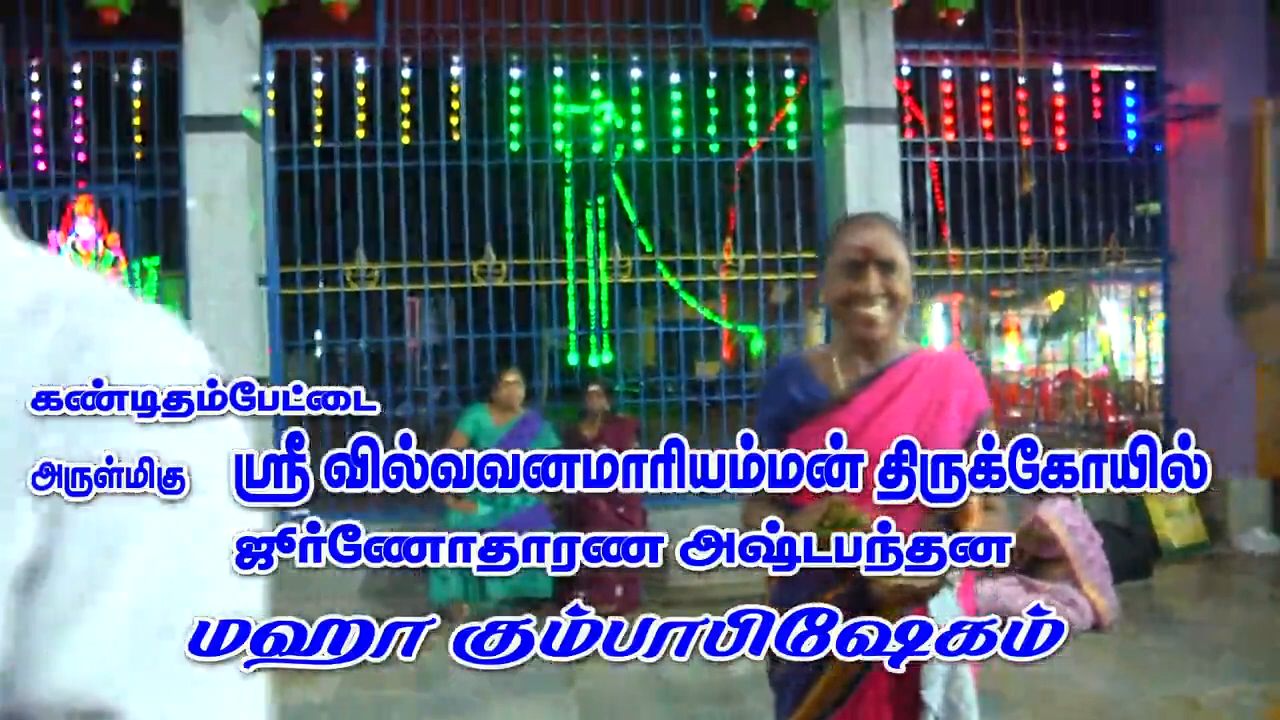 கண்டிதம்பேட்டை
அருள்மிகு ஸ்ரீ வில்வவனமாரியம்மன் திருக்கோயில்
ஜூர்ணோதாரண அஷ்டபந்தன
மஹா கும்பாபிஷேகம்